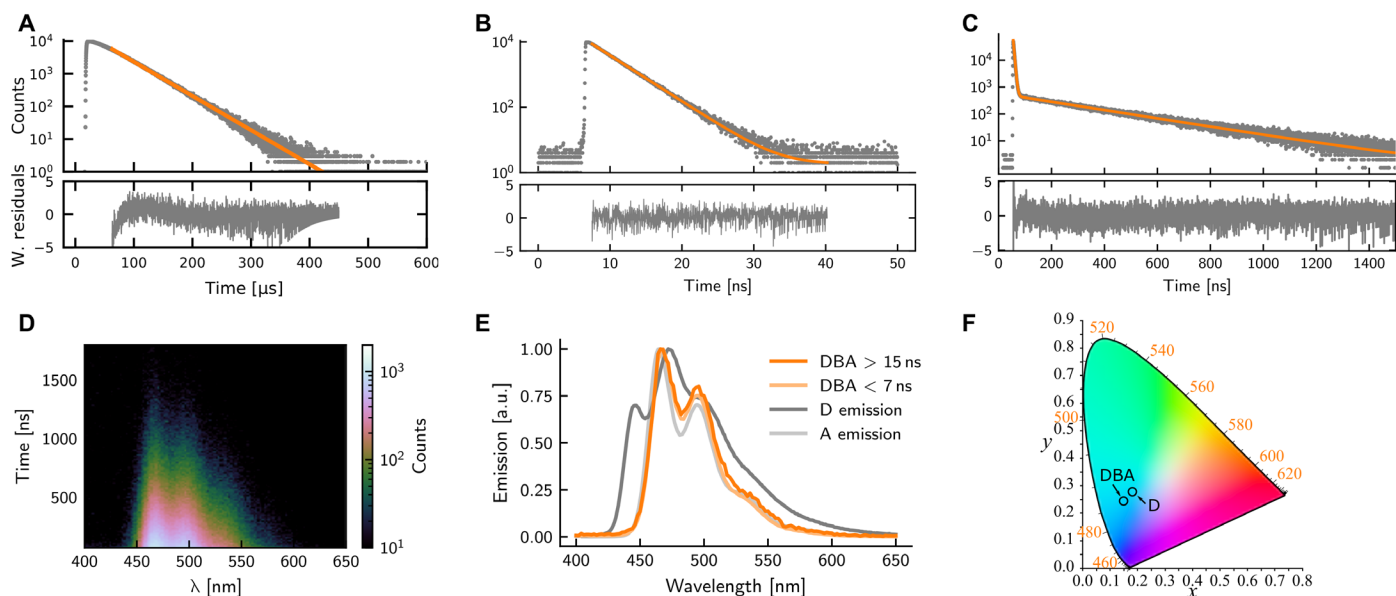 A
10⁴
10³
10²
10¹
10⁰
Counts
5
0
−5
W. residuals
0 100 200 300 400 500 600
Time [μs]
B
10⁴
10²
10⁰
5
0
−5
0 10 20 30 40 50
Time [ns]
C
10⁴
10³
10²
10¹
5
0
−5
0 200 400 600 800 1000 1200 1400
Time [ns]
D
1500
1000
500
Time [ns]
400 450 500 550 600 650
λ [nm]
10³
10²
10¹
Counts
E
1.00
0.75
0.50
0.25
0.00
Emission [a.u.]
DBA > 15 ns
DBA < 7 ns
D emission
A emission
400 450 500 550 600 650
Wavelength [nm]
F
0.9
0.8
0.7
0.6
0.5
0.4
0.3
0.2
0.1
0.0
y
520
540
560
500
580
600
620
DBA
D
480
460
0.0 0.1 0.2 0.3 0.4 0.5 0.6 0.7 0.8
x